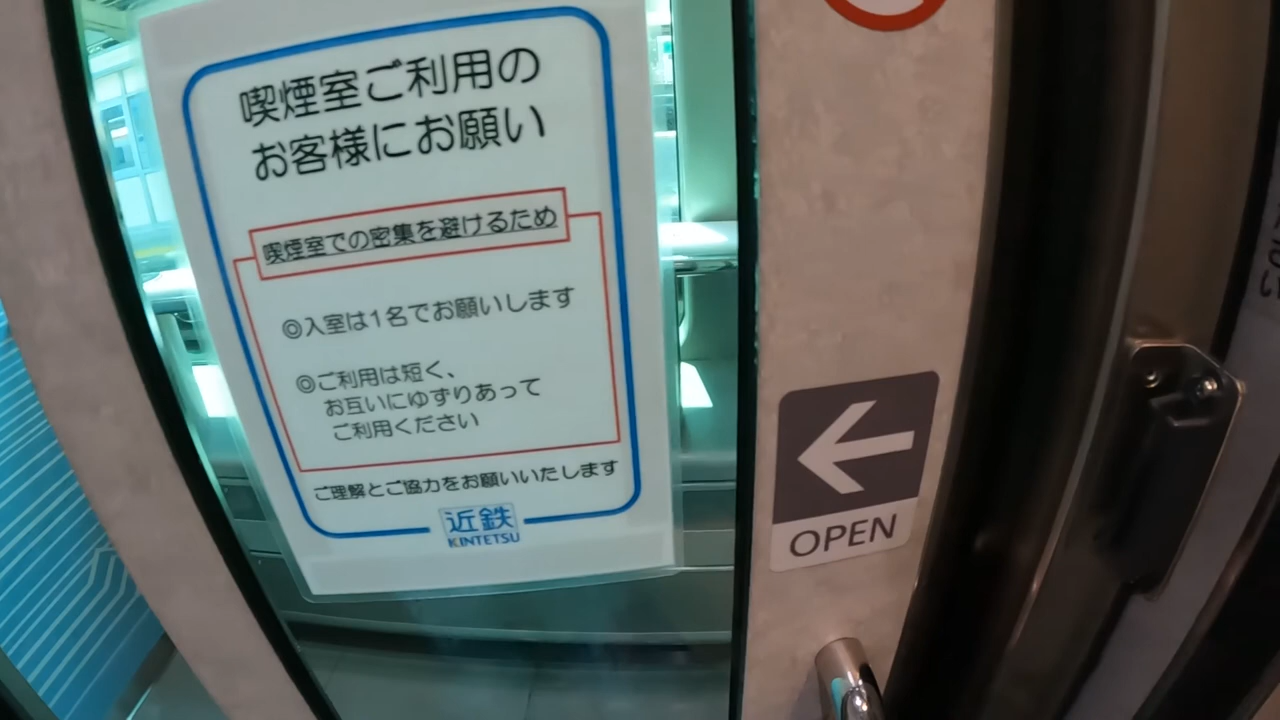 喫煙室ご利用の
お客様にお願い
喫煙室での密集を避けるため
◎入室は1名でお願いします
◎ご利用は短く、
お互いにゆずりあって
ご利用ください
ご理解とご協力をお願いいたします
近鉄
KINTETSU
OPEN